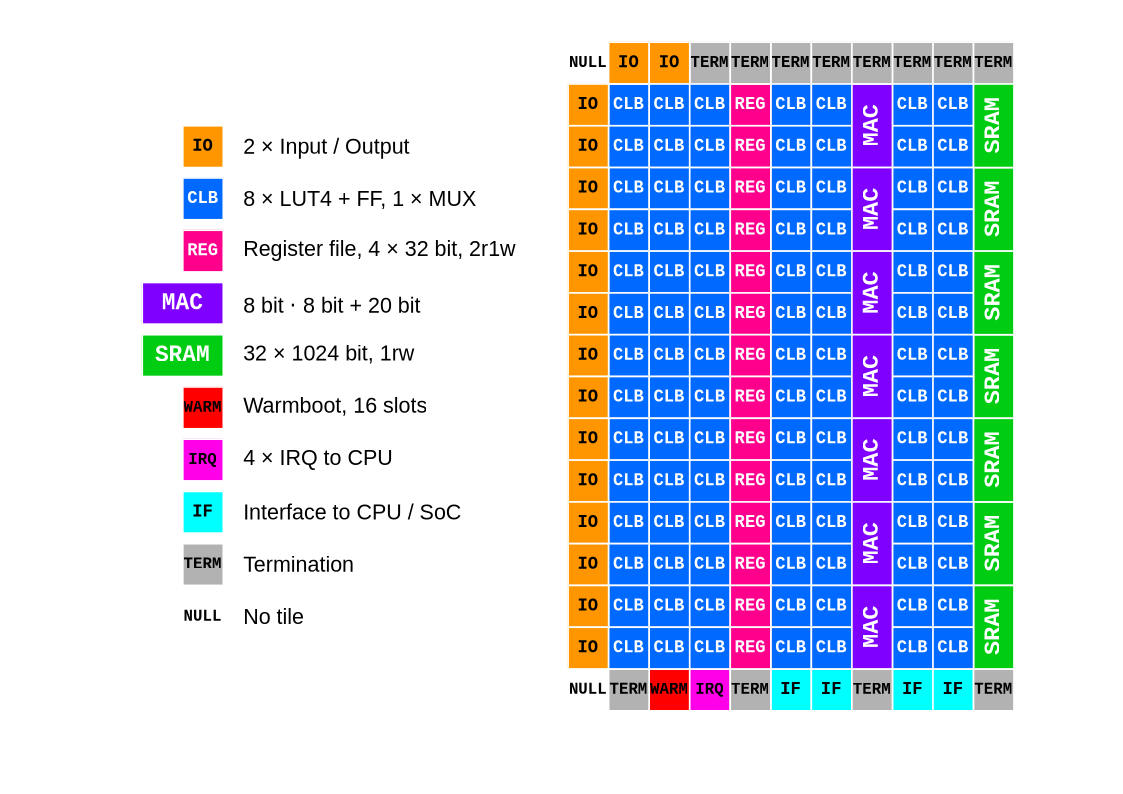 IO 2 × Input / Output
CLB 8 × LUT4 + FF, 1 × MUX
REG Register file, 4 × 32 bit, 2r1w
MAC 8 bit · 8 bit + 20 bit
SRAM 32 × 1024 bit, 1rw
WARM Warmboot, 16 slots
IRQ 4 × IRQ to CPU
IF Interface to CPU / SoC
TERM Termination
NULL No tile
NULL IO IO TERM TERM TERM TERM TERM TERM TERM TERM
IO CLB CLB CLB REG CLB CLB MAC CLB CLB SRAM
IO CLB CLB CLB REG CLB CLB CLB CLB
IO CLB CLB CLB REG CLB CLB MAC CLB CLB SRAM
IO CLB CLB CLB REG CLB CLB CLB CLB
IO CLB CLB CLB REG CLB CLB MAC CLB CLB SRAM
IO CLB CLB CLB REG CLB CLB CLB CLB
IO CLB CLB CLB REG CLB CLB MAC CLB CLB SRAM
IO CLB CLB CLB REG CLB CLB CLB CLB
IO CLB CLB CLB REG CLB CLB MAC CLB CLB SRAM
IO CLB CLB CLB REG CLB CLB CLB CLB
IO CLB CLB CLB REG CLB CLB MAC CLB CLB SRAM
IO CLB CLB CLB REG CLB CLB CLB CLB
IO CLB CLB CLB REG CLB CLB MAC CLB CLB SRAM
IO CLB CLB CLB REG CLB CLB CLB CLB
NULL TERM WARM IRQ TERM IF IF TERM IF IF TERM